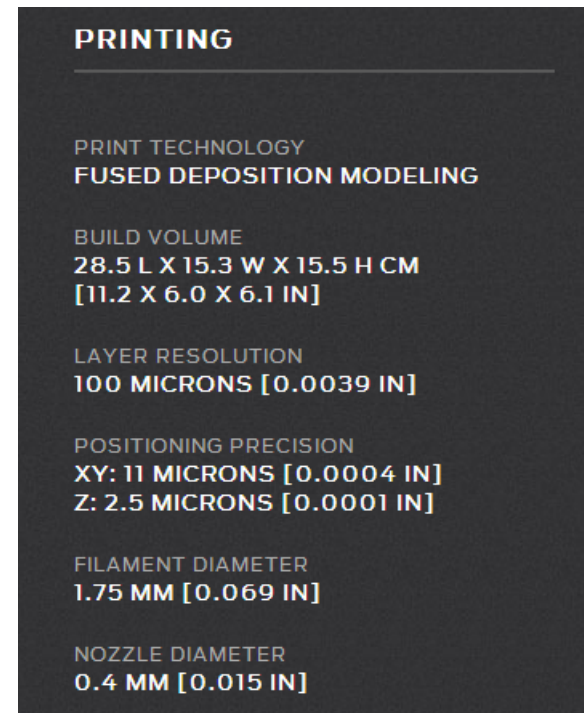 PRINTING
PRINT TECHNOLOGY
FUSED DEPOSITION MODELING
BUILD VOLUME
28.5 L X 15.3 W X 15.5 H CM
[11.2 X 6.0 X 6.1 IN]
LAYER RESOLUTION
100 MICRONS [0.0039 IN]
POSITIONING PRECISION
XY: 11 MICRONS [0.0004 IN]
Z: 2.5 MICRONS [0.0001 IN]
FILAMENT DIAMETER
1.75 MM [0.069 IN]
NOZZLE DIAMETER
0.4 MM [0.015 IN]